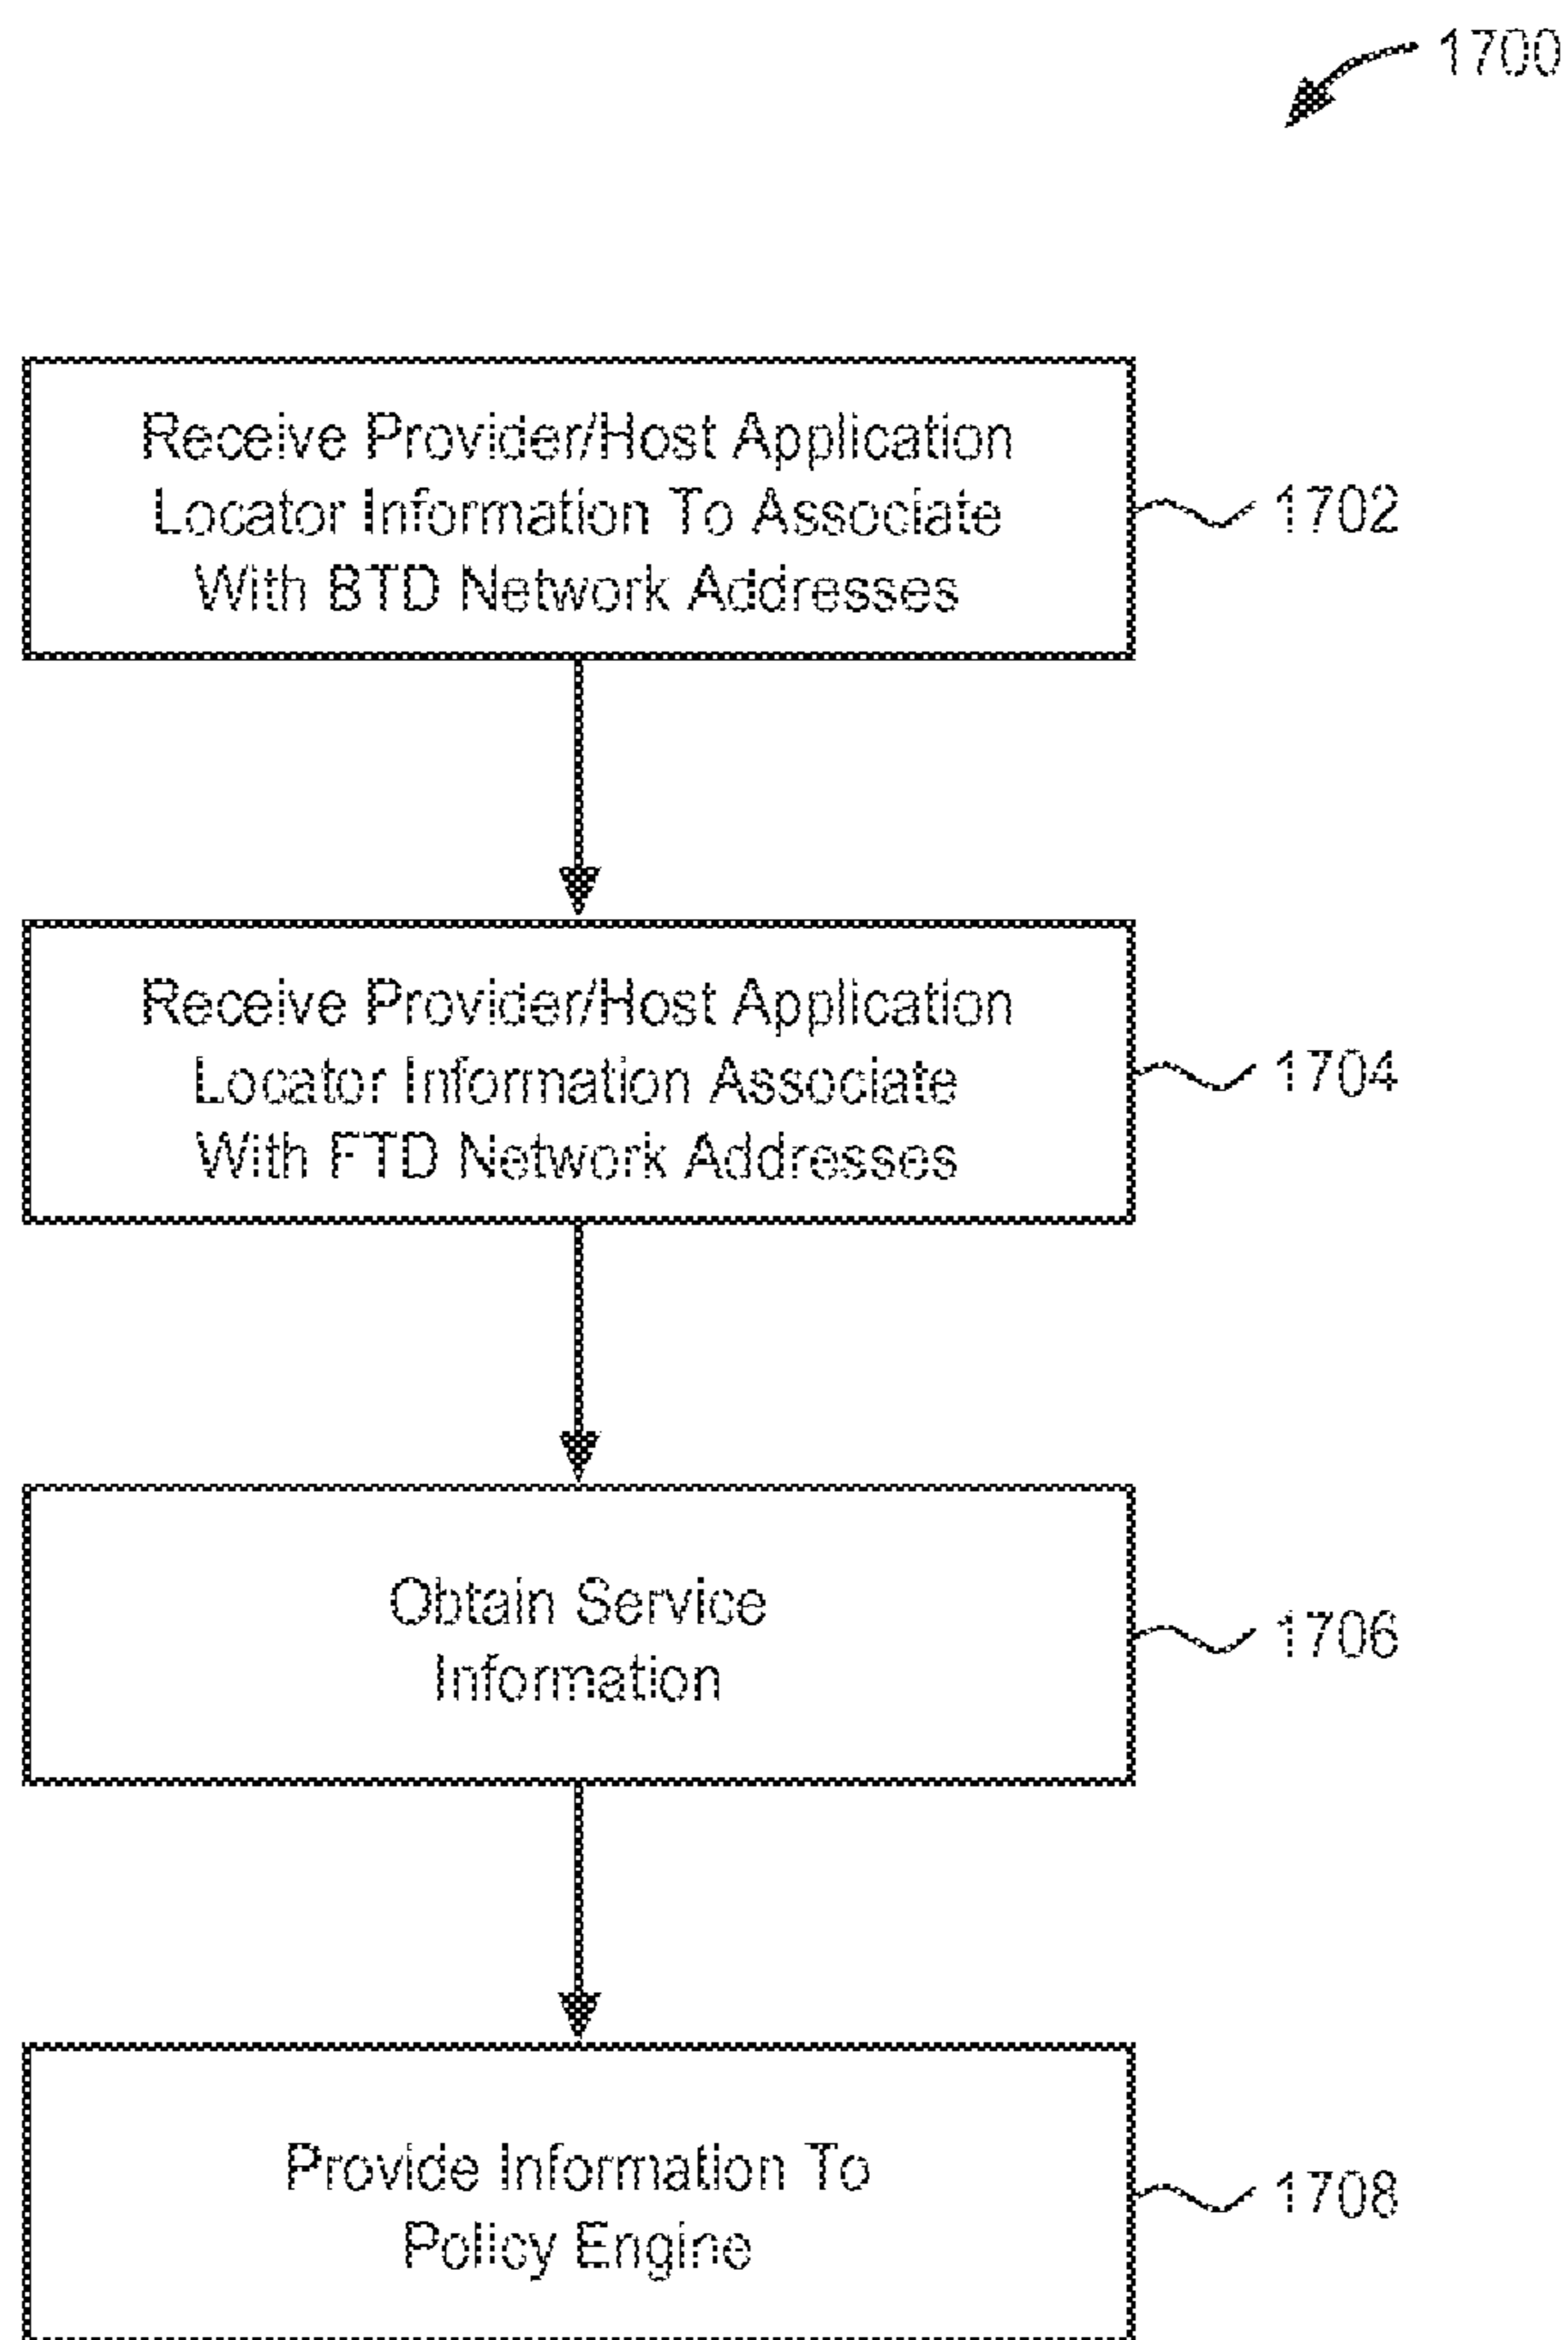 1700
Receive Provider/Host Application
Locator Information To Associate
With BTD Network Addresses
1702
Receive Provider/Host Application
Locator Information Associate
With FTD Network Addresses
1704
Obtain Service
Information
1706
Provide Information To
Policy Engine
1708